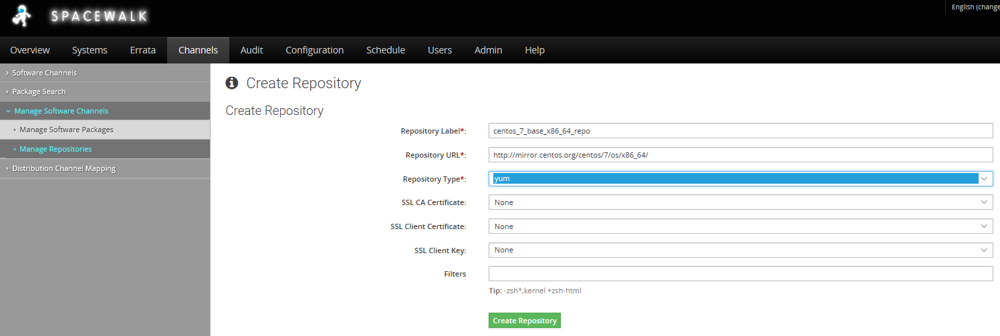 SPACEWALK
English (change
Overview Systems Errata Channels Audit Configuration Schedule Users Admin Help
Software Channels
Package Search
Manage Software Channels
Manage Software Packages
Manage Repositories
Distribution Channel Mapping
Create Repository
Create Repository
Repository Label*: centos_7_base_x86_64_repo
Repository URL*: http://mirror.centos.org/centos/7/os/x86_64/
Repository Type*: yum
SSL CA Certificate: None
SSL Client Certificate: None
SSL Client Key: None
Filters
Tip: -zsh*,kernel +zsh-html
Create Repository